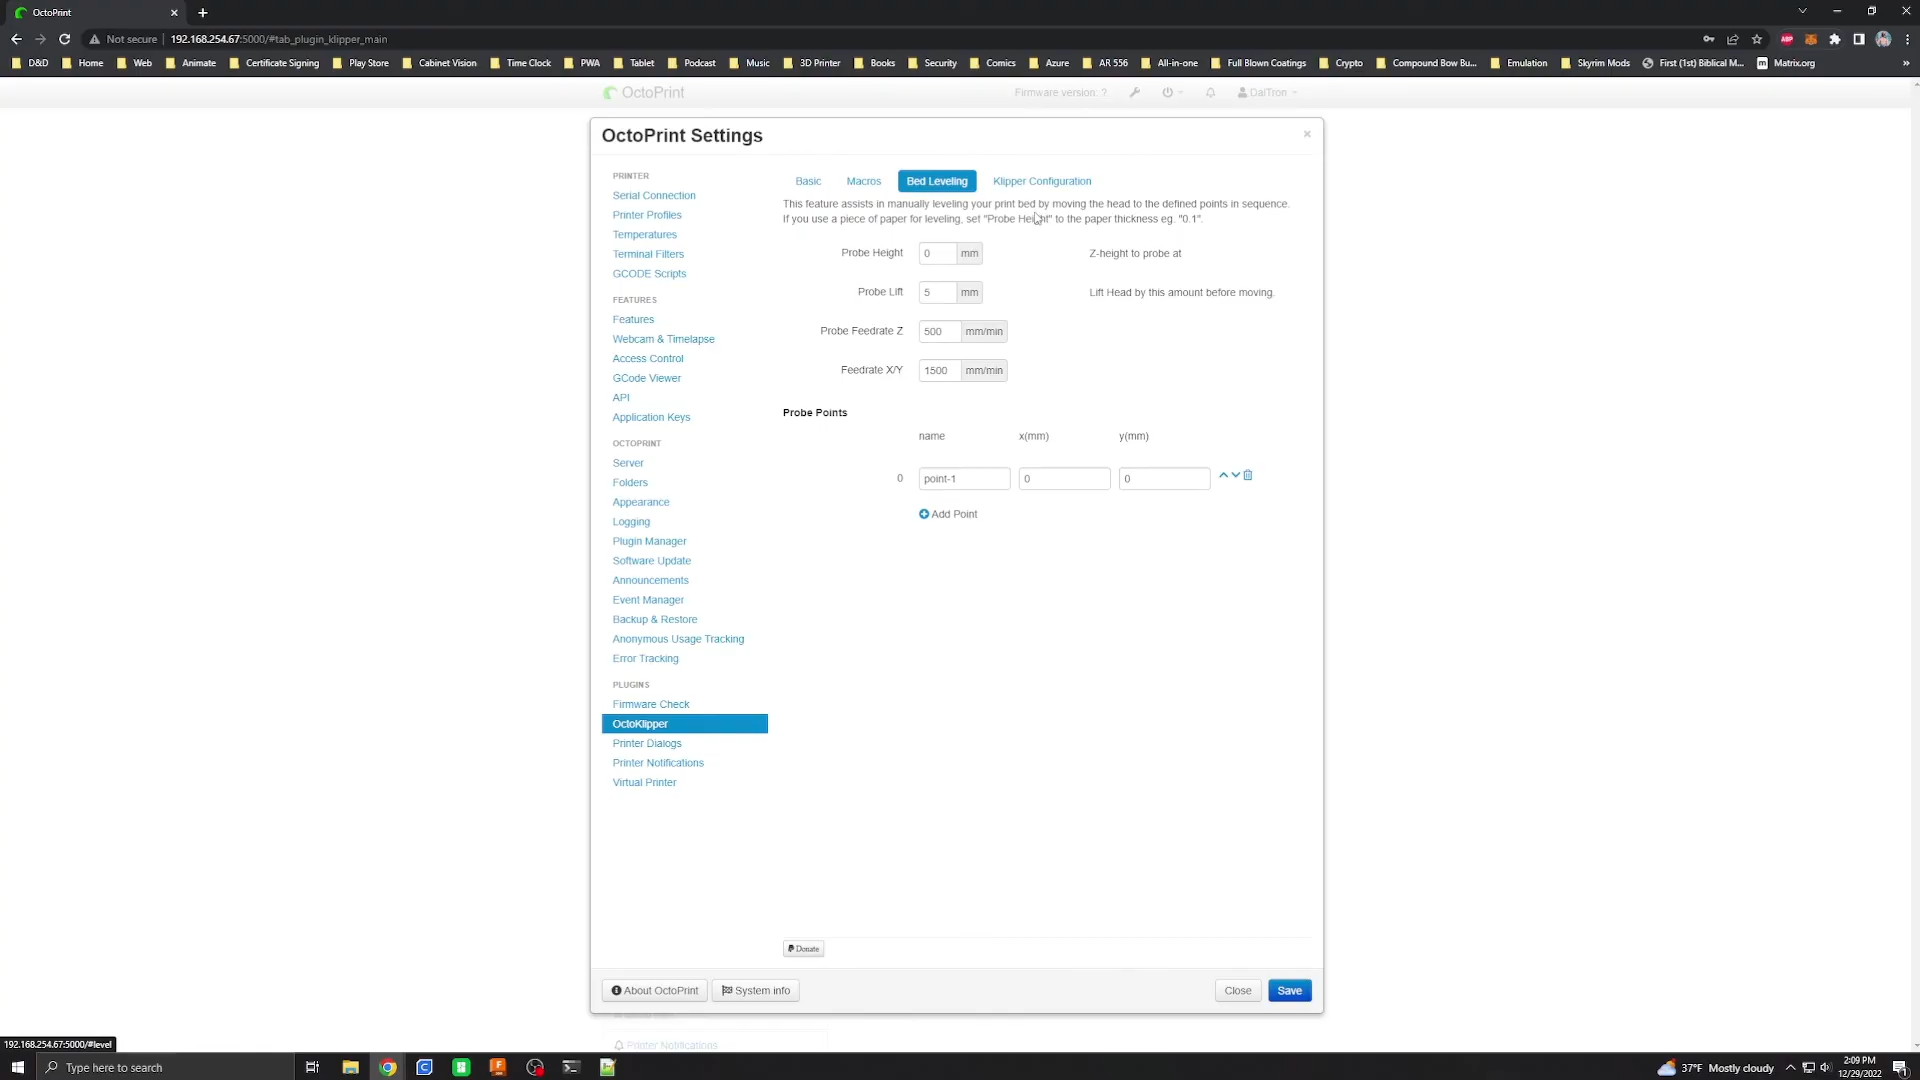 OctoPrint
Not secure
192.168.254.67:5000/#tab_plugin_klipper_main
ABP
D&D
Home
Web
Animate
Certificate Signing
Play Store
Cabinet Vision
Time Clock
PWA
Tablet
Podcast
Music
3D Printer
Books
Security
Comics
Azure
AR 556
All-in-one
Full Blown Coatings
Crypto
Compound Bow Bu...
Emulation
Skyrim Mods
First (1st) Biblical M...
Matrix.org
»
OctoPrint
Firmware version: ?
DalTron
OctoPrint Settings
×
PRINTER
Serial Connection
Printer Profiles
Temperatures
Terminal Filters
GCODE Scripts
FEATURES
Features
Webcam & Timelapse
Access Control
GCode Viewer
API
Application Keys
OCTOPRINT
Server
Folders
Appearance
Logging
Plugin Manager
Software Update
Announcements
Event Manager
Backup & Restore
Anonymous Usage Tracking
Error Tracking
PLUGINS
Firmware Check
OctoKlipper
Printer Dialogs
Printer Notifications
Virtual Printer
Basic
Macros
Bed Leveling
Klipper Configuration
This feature assists in manually leveling your print bed by moving the head to the defined points in sequence.
If you use a piece of paper for leveling, set "Probe Height" to the paper thickness eg. "0.1".
Probe Height 0 mm Z-height to probe at
Probe Lift 5 mm Lift Head by this amount before moving.
Probe Feedrate Z 500 mm/min
Feedrate X/Y 1500 mm/min
Probe Points
name x(mm) y(mm)
0 point-1 0 0
Add Point
Donate
About OctoPrint
System info
Close
Save
Printer Notifications
192.168.254.67:5000/#level
Type here to search
37°F Mostly cloudy
2:09 PM
12/29/2022